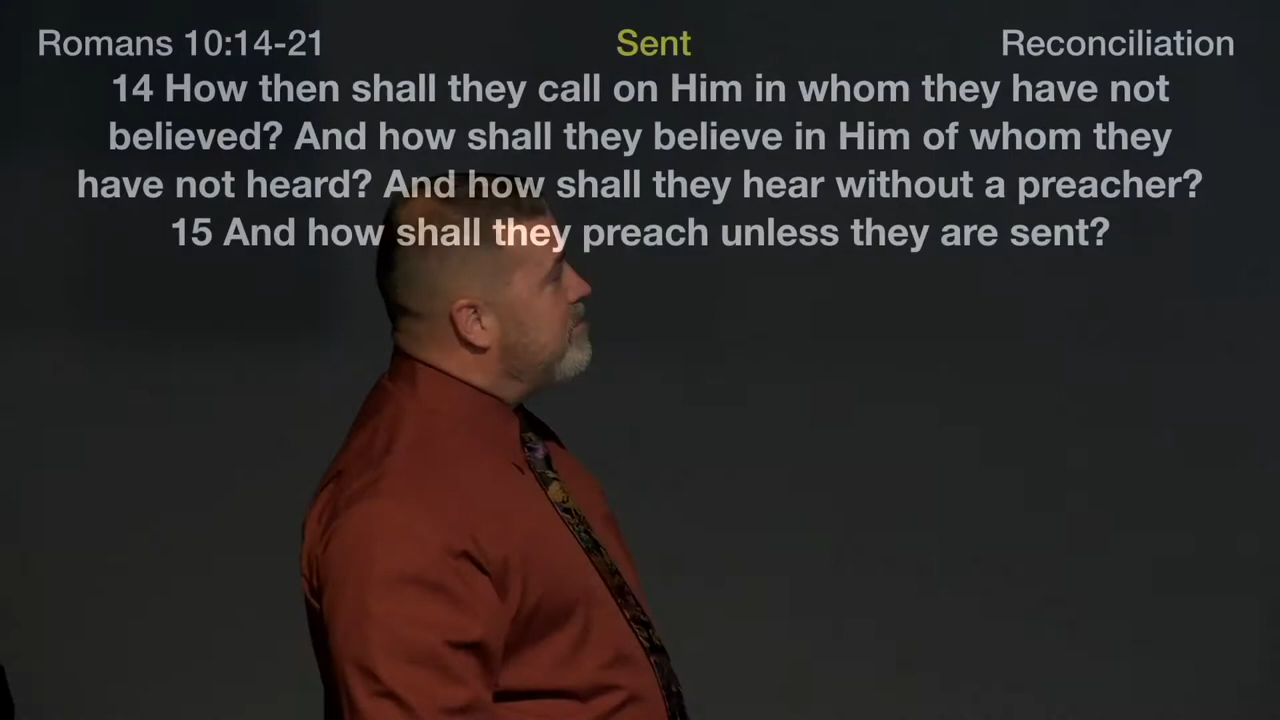 Romans 10:14-21 Sent Reconciliation
14 How then shall they call on Him in whom they have not
believed? And how shall they believe in Him of whom they
have not heard? And how shall they hear without a preacher?
15 And how shall they preach unless they are sent?